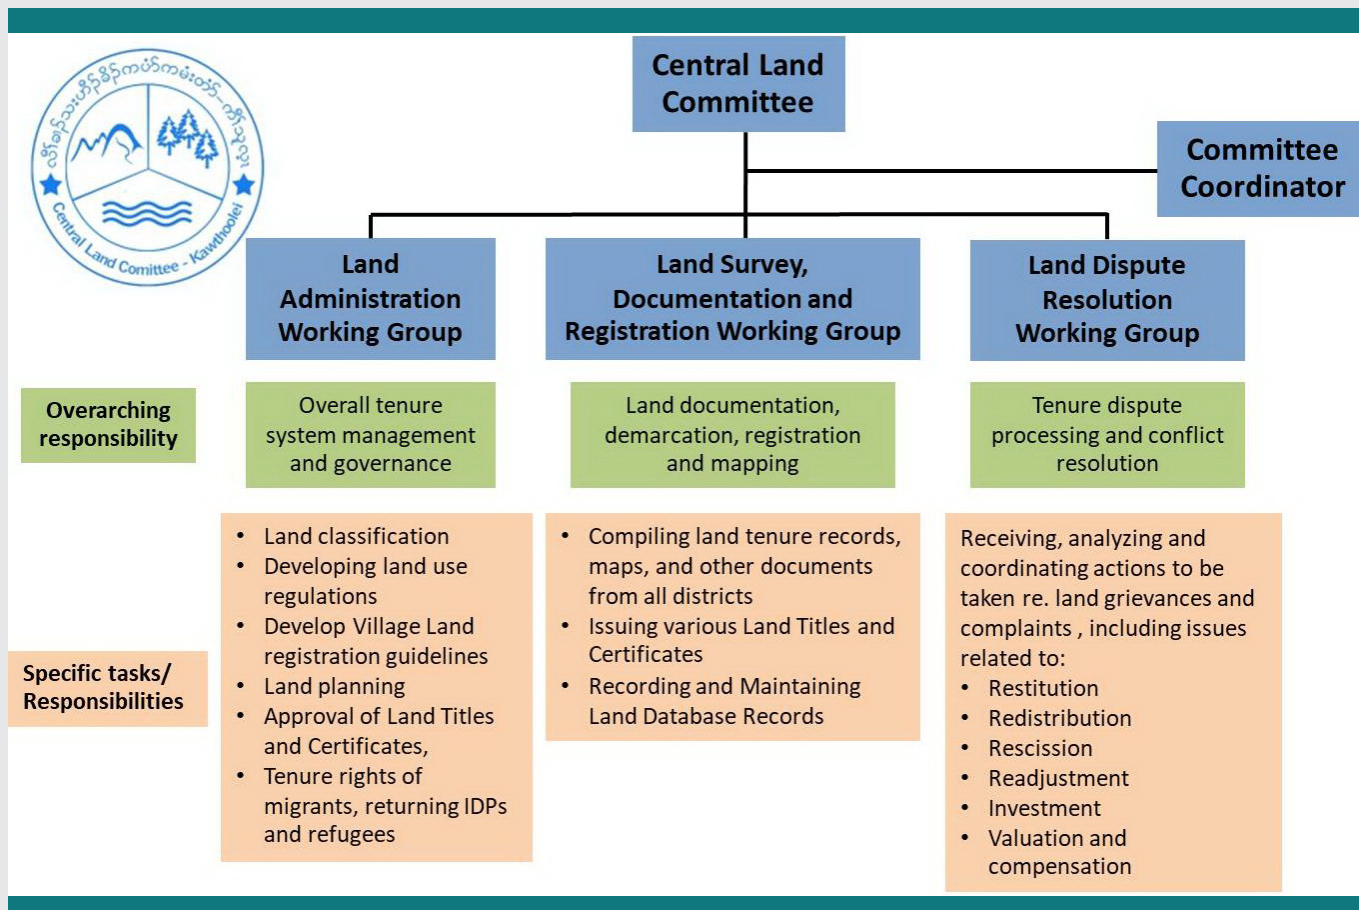 Central Land Comittee - Kawthoolei
Central Land
Committee
Committee
Coordinator
Land
Administration
Working Group
Land Survey,
Documentation and
Registration Working Group
Land Dispute
Resolution
Working Group
Overarching
responsibility
Overall tenure
system management
and governance
Land documentation,
demarcation, registration
and mapping
Tenure dispute
processing and conflict
resolution
Specific tasks/
Responsibilities
• Land classification
• Developing land use
regulations
• Develop Village Land
registration guidelines
• Land planning
• Approval of Land Titles
and Certificates,
• Tenure rights of
migrants, returning IDPs
and refugees
• Compiling land tenure records,
maps, and other documents
from all districts
• Issuing various Land Titles and
Certificates
• Recording and Maintaining
Land Database Records
Receiving, analyzing and
coordinating actions to be
taken re. land grievances and
complaints , including issues
related to:
• Restitution
• Redistribution
• Rescission
• Readjustment
• Investment
• Valuation and
compensation